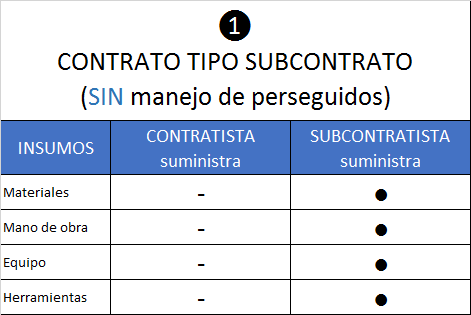 1
CONTRATO TIPO SUBCONTRATO
(SIN manejo de perseguidos)
INSUMOS CONTRATISTA suministra SUBCONTRATISTA suministra
Materiales - ●
Mano de obra - ●
Equipo - ●
Herramientas - ●